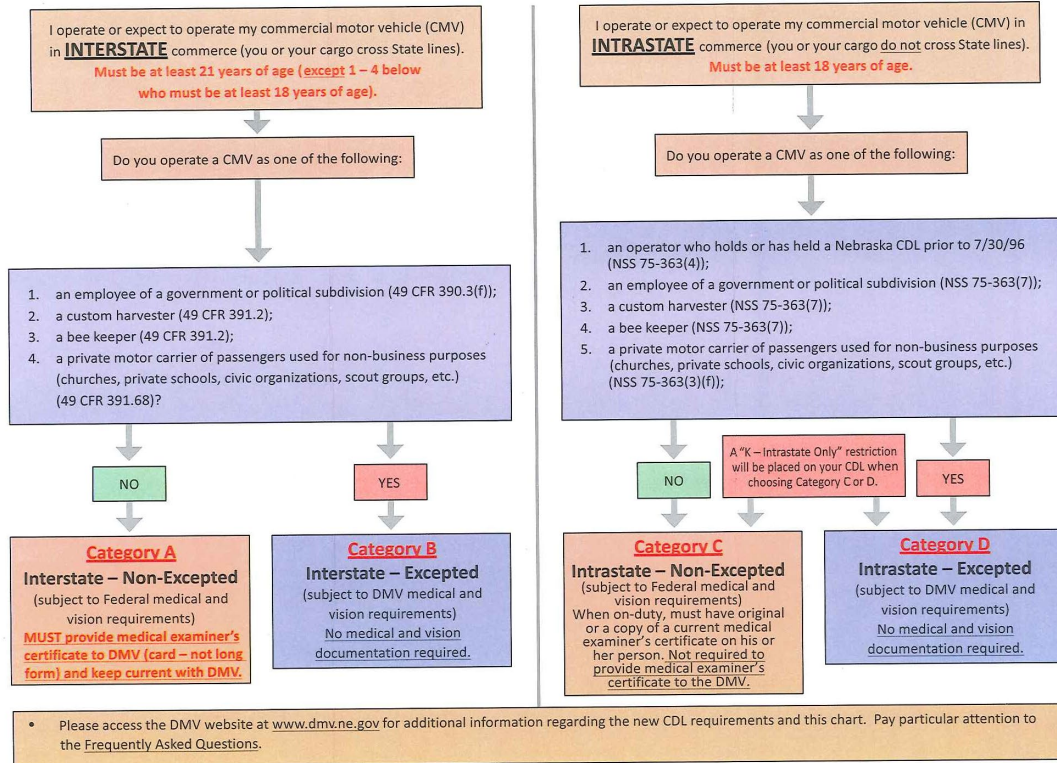 I operate or expect to operate my commercial motor vehicle (CMV)
in INTERSTATE commerce (you or your cargo cross State lines).
Must be at least 21 years of age (except 1 – 4 below
who must be at least 18 years of age).
Do you operate a CMV as one of the following:
1. an employee of a government or political subdivision (49 CFR 390.3(f));
2. a custom harvester (49 CFR 391.2);
3. a bee keeper (49 CFR 391.2);
4. a private motor carrier of passengers used for non-business purposes
(churches, private schools, civic organizations, scout groups, etc.)
(49 CFR 391.68)?
NO
YES
Category A
Interstate – Non-Excepted
(subject to Federal medical and
vision requirements)
MUST provide medical examiner's
certificate to DMV (card – not long
form) and keep current with DMV.
Category B
Interstate – Excepted
(subject to DMV medical and
vision requirements)
No medical and vision
documentation required.
I operate or expect to operate my commercial motor vehicle (CMV) in
INTRASTATE commerce (you or your cargo do not cross State lines).
Must be at least 18 years of age.
Do you operate a CMV as one of the following:
1. an operator who holds or has held a Nebraska CDL prior to 7/30/96
(NSS 75-363(4));
2. an employee of a government or political subdivision (NSS 75-363(7));
3. a custom harvester (NSS 75-363(7));
4. a bee keeper (NSS 75-363(7));
5. a private motor carrier of passengers used for non-business purposes
(churches, private schools, civic organizations, scout groups, etc.)
(NSS 75-363(3)(f));
NO
A "K – Intrastate Only" restriction
will be placed on your CDL when
choosing Category C or D.
YES
Category C
Intrastate – Non-Excepted
(subject to Federal medical and
vision requirements)
When on-duty, must have original
or a copy of a current medical
examiner's certificate on his or
her person. Not required to
provide medical examiner's
certificate to the DMV.
Category D
Intrastate – Excepted
(subject to DMV medical and
vision requirements)
No medical and vision
documentation required.
• Please access the DMV website at www.dmv.ne.gov for additional information regarding the new CDL requirements and this chart. Pay particular attention to
the Frequently Asked Questions.